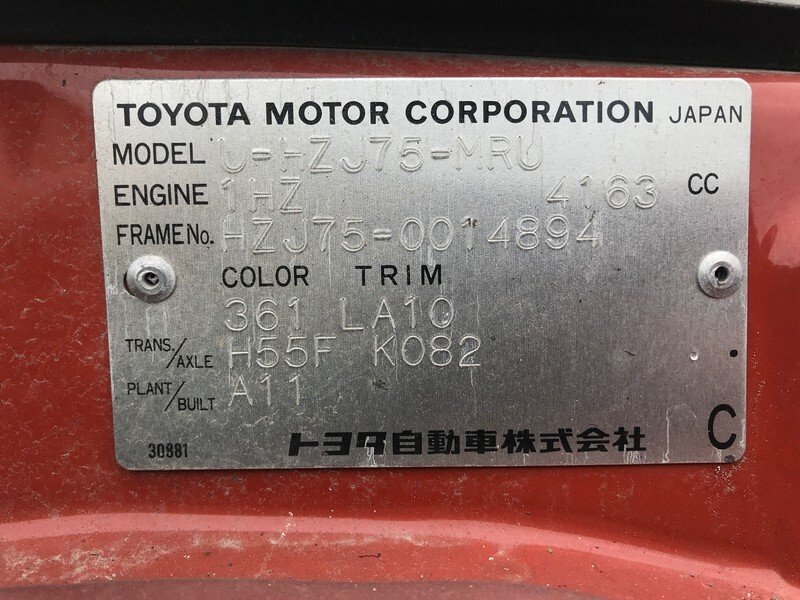 TOYOTA MOTOR CORPORATION JAPAN
MODEL U-HZJ75-MRU
ENGINE 1HZ 4163 CC
FRAME No. HZJ75-0014894
COLOR TRIM
361 LA10
TRANS./AXLE H55F K082
PLANT/BUILT A11
30981 トヨタ自動車株式会社 C